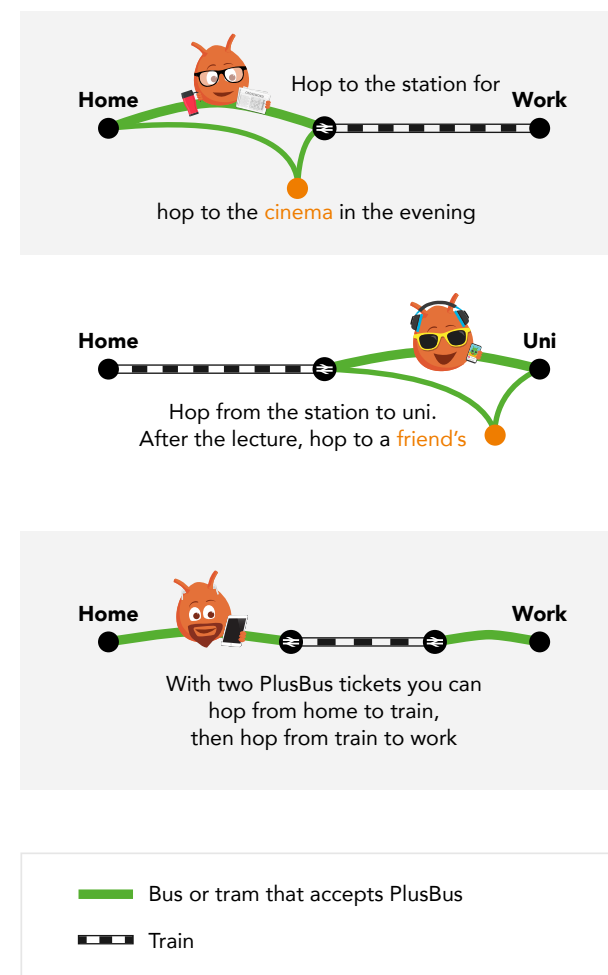 Hop to the station for
Home
Work
hop to the cinema in the evening
Home
Uni
Hop from the station to uni.
After the lecture, hop to a friend's
Home
Work
With two PlusBus tickets you can
hop from home to train,
then hop from train to work
Bus or tram that accepts PlusBus
Train